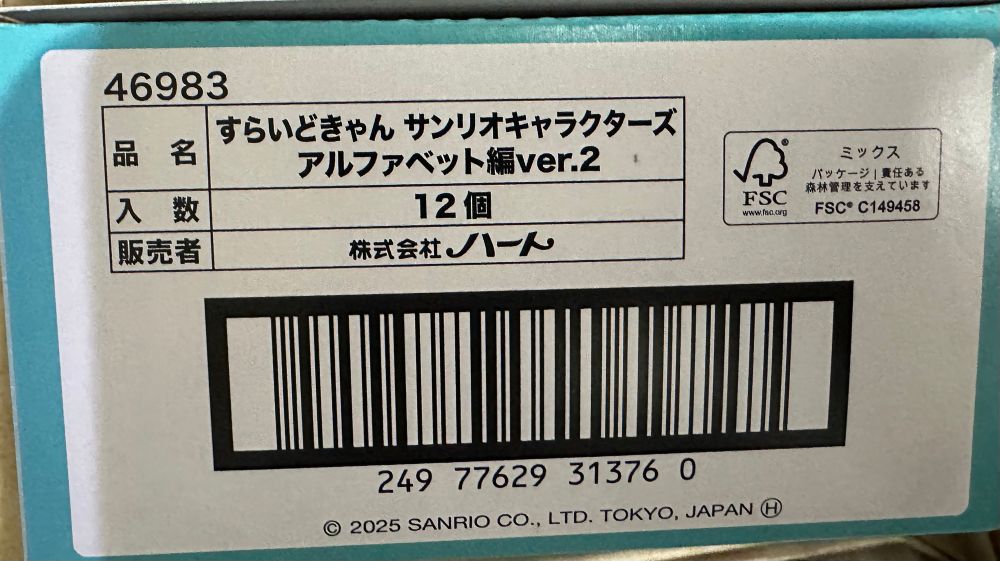 46983
品 名
すらいどきゃん サンリオキャラクターズ
アルファベット編ver.2
入 数
12個
販売者
株式会社ハート
FSC®
www.fsc.org
ミックス
パッケージ | 責任ある
森林管理を支えています
FSC® C149458
249 77629 31376 0
© 2025 SANRIO CO., LTD. TOKYO, JAPAN Ⓗ